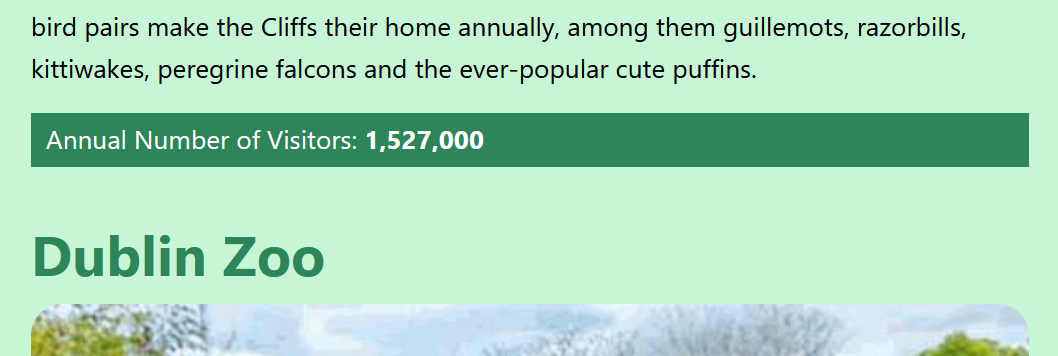 bird pairs make the Cliffs their home annually, among them guillemots, razorbills,
kittiwakes, peregrine falcons and the ever-popular cute puffins.
Annual Number of Visitors: 1,527,000
Dublin Zoo